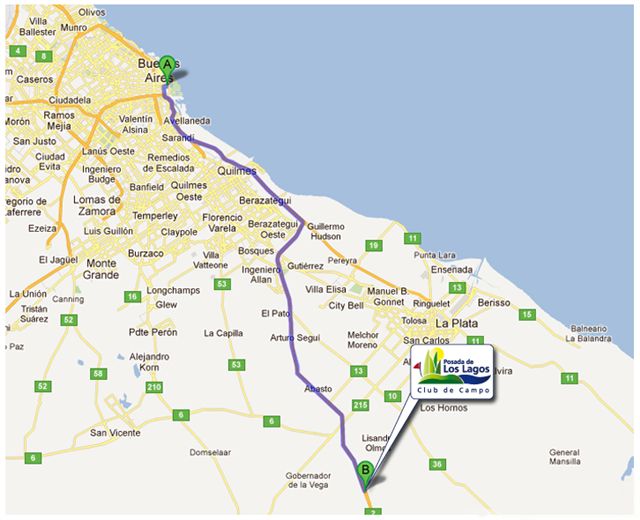 Olivos
Villa
Ballester
Munro
4
8
Buenos
Aires
A
Caseros
Ciudadela
Ramos
Mejia
Morón
Valentín
Alsina
Avellaneda
Sarandí
San Justo
Lanús Oeste
Remedios
de Escalada
Ciudad
Evita
Ingeniero
Budge
Banfield
Quilmes
Quilmes
Oeste
Berazategui
Lomas de
Zamora
Temperley
Florencio
Varela
Berazategui
Oeste
Guillermo
Hudson
gorio de
Laferrere
Ezeiza
Luis Guillón
Claypole
El Jagüel
Monte
Grande
Burzaco
Villa
Vatteone
Bosques
Ingeniero
Allan
Gutiérrez
Pereyra
19
11
Punta Lara
Ensenada
La Unión
Canning
16
Longchamps
Glew
53
53
Villa Elisa
City Bell
Manuel B.
Gonnet
13
Ringuelet
Berisso
Tristán
Suárez
52
El Pato
Tolosa
La Plata
15
Pdte Perón
La Capilla
Arturo Seguí
Melchor
Moreno
San Carlos
Balneario
La Balandra
Alejandro
Korn
58
52
210
13
Abasto
Posada de
Los Lagos
Club de Campo
lvira
11
11
215
10
Los Hornos
6
6
6
San Vicente
Domselaar
Lisandro
Olmos
36
General
Mansilla
Gobernador
de la Vega
B
2